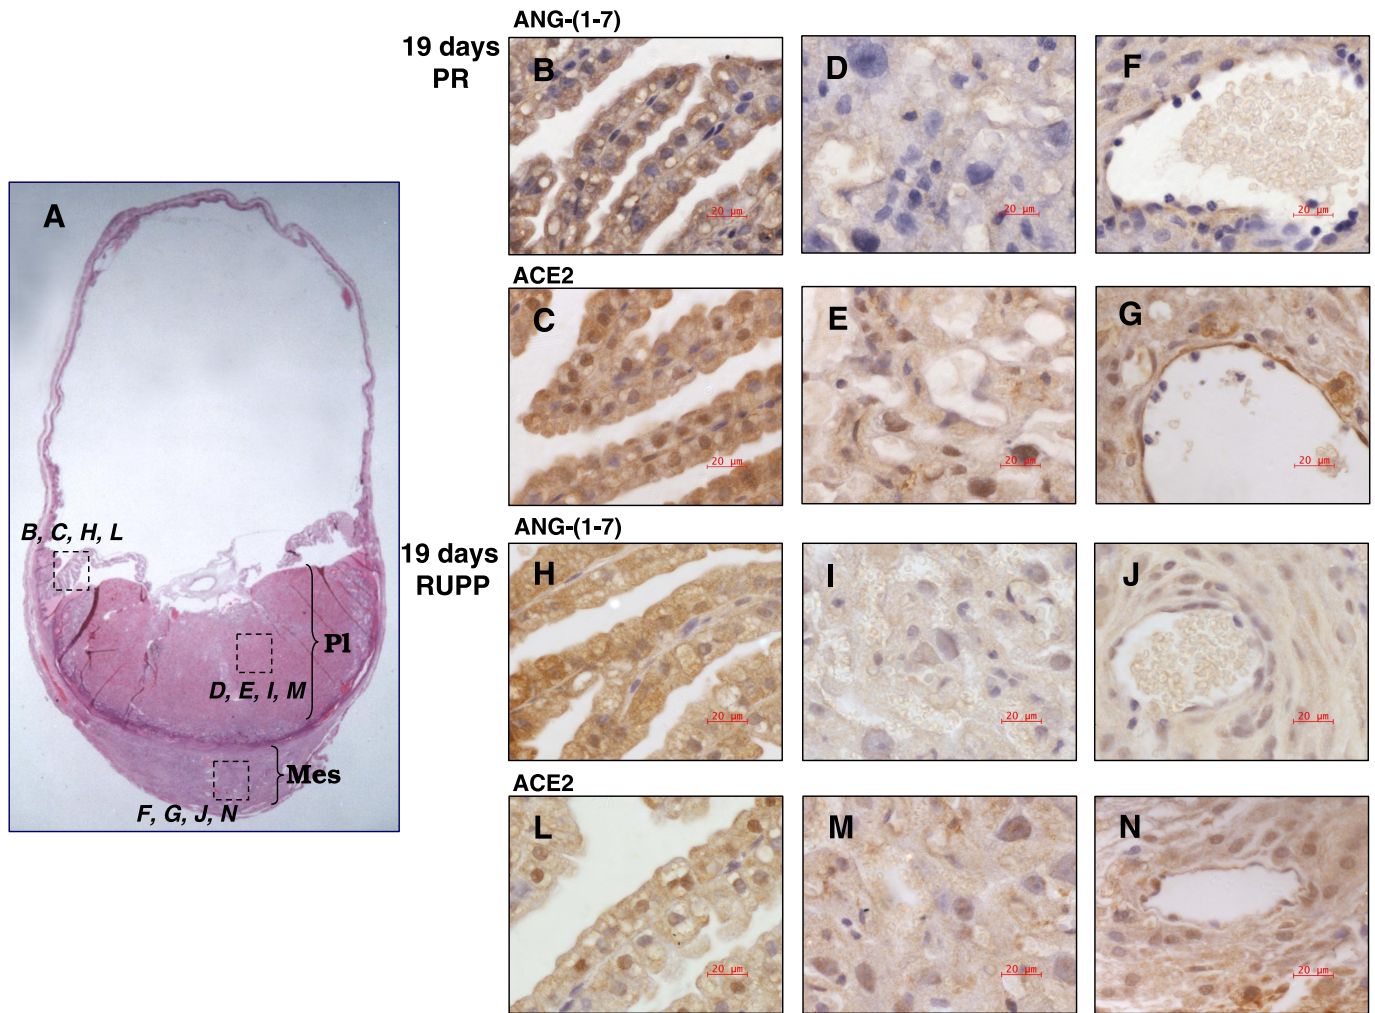 ANG-(1-7)
19 days
PR
B
D
F
20 µm
20 µm
20 µm
A
ACE2
C
E
G
20 µm
20 µm
20 µm
B, C, H, L
Pl
D, E, I, M
Mes
F, G, J, N
ANG-(1-7)
19 days
RUPP
H
I
J
20 µm
20 µm
20 µm
ACE2
L
M
N
20 µm
20 µm
20 µm